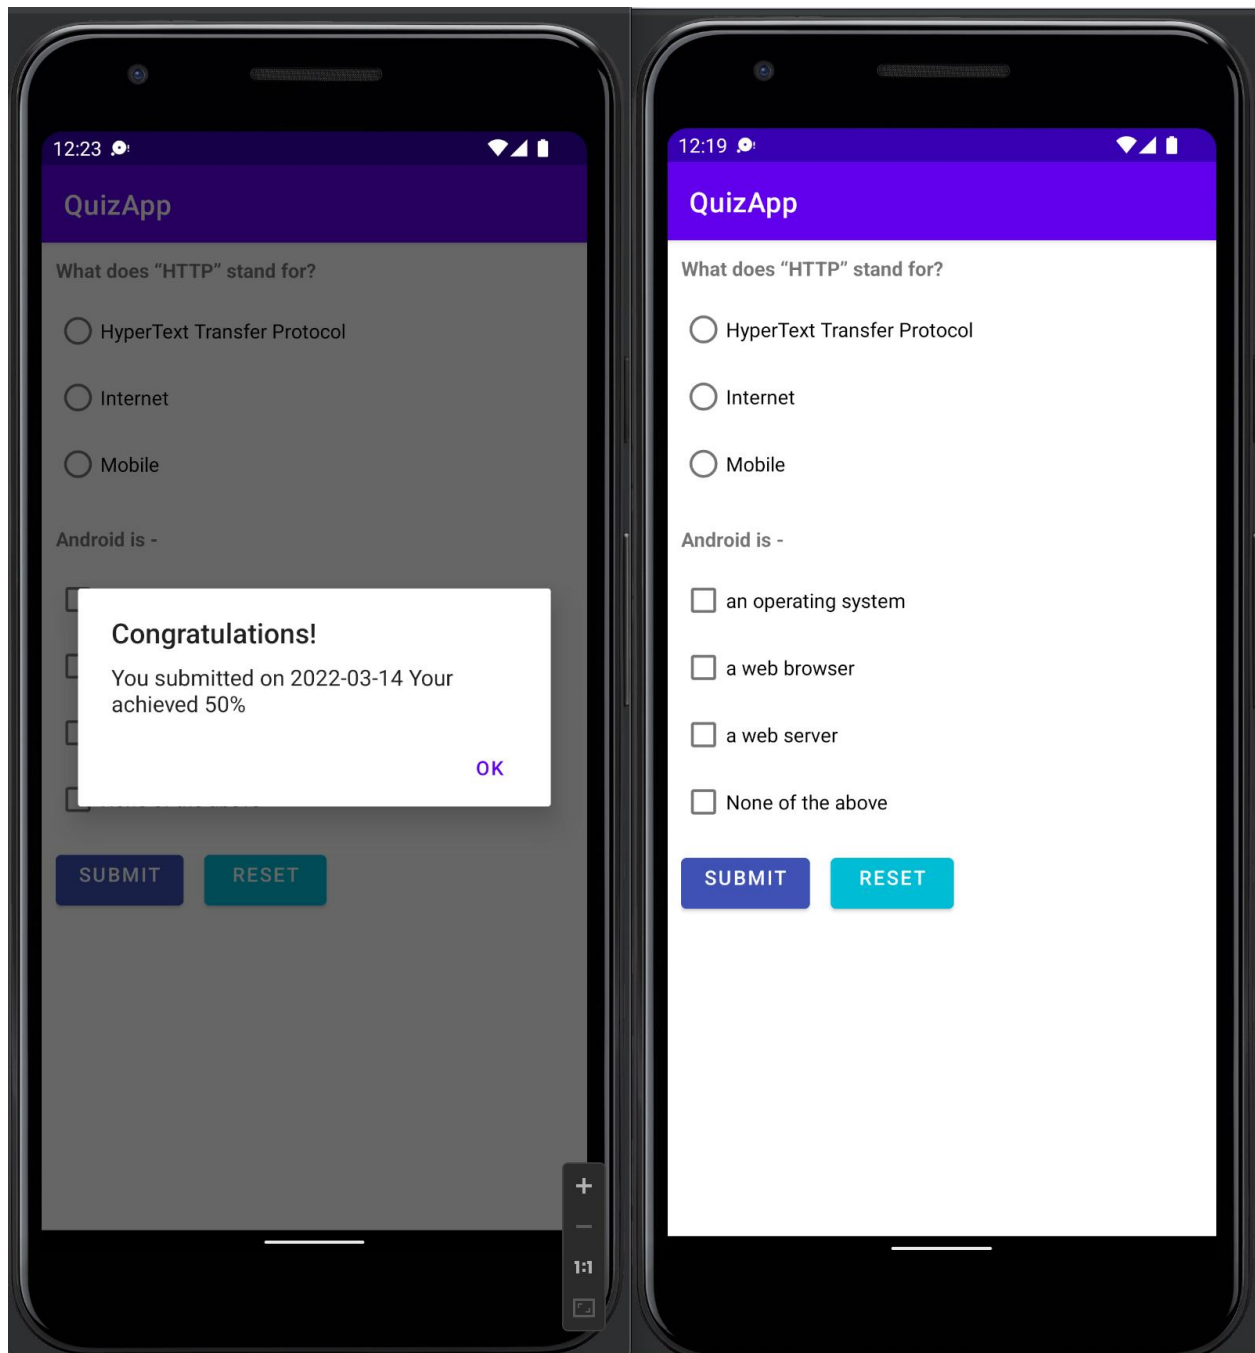 12:23
QuizApp
What does “HTTP” stand for?
HyperText Transfer Protocol
Internet
Mobile
Android is -
Congratulations!
You submitted on 2022-03-14 Your
achieved 50%
OK
SUBMIT RESET
1:1
12:19
QuizApp
What does “HTTP” stand for?
HyperText Transfer Protocol
Internet
Mobile
Android is -
an operating system
a web browser
a web server
None of the above
SUBMIT RESET